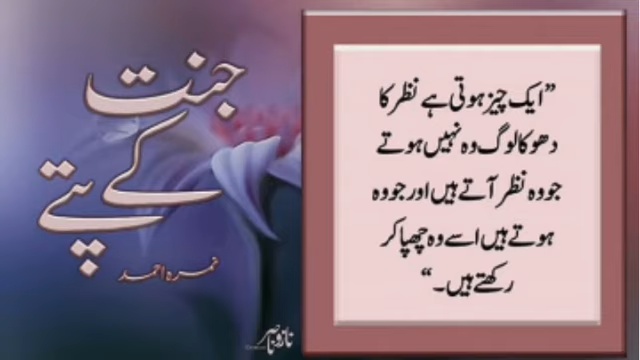 جنت
کے
پتے
نمرہ احمد
”ایک چیز ہوتی ہے نظر کا
دھوکا لوگ وہ نہیں ہوتے
جو وہ نظر آتے ہیں اور جو وہ
ہوتے ہیں اسے وہ چھپا کر
رکھتے ہیں۔“